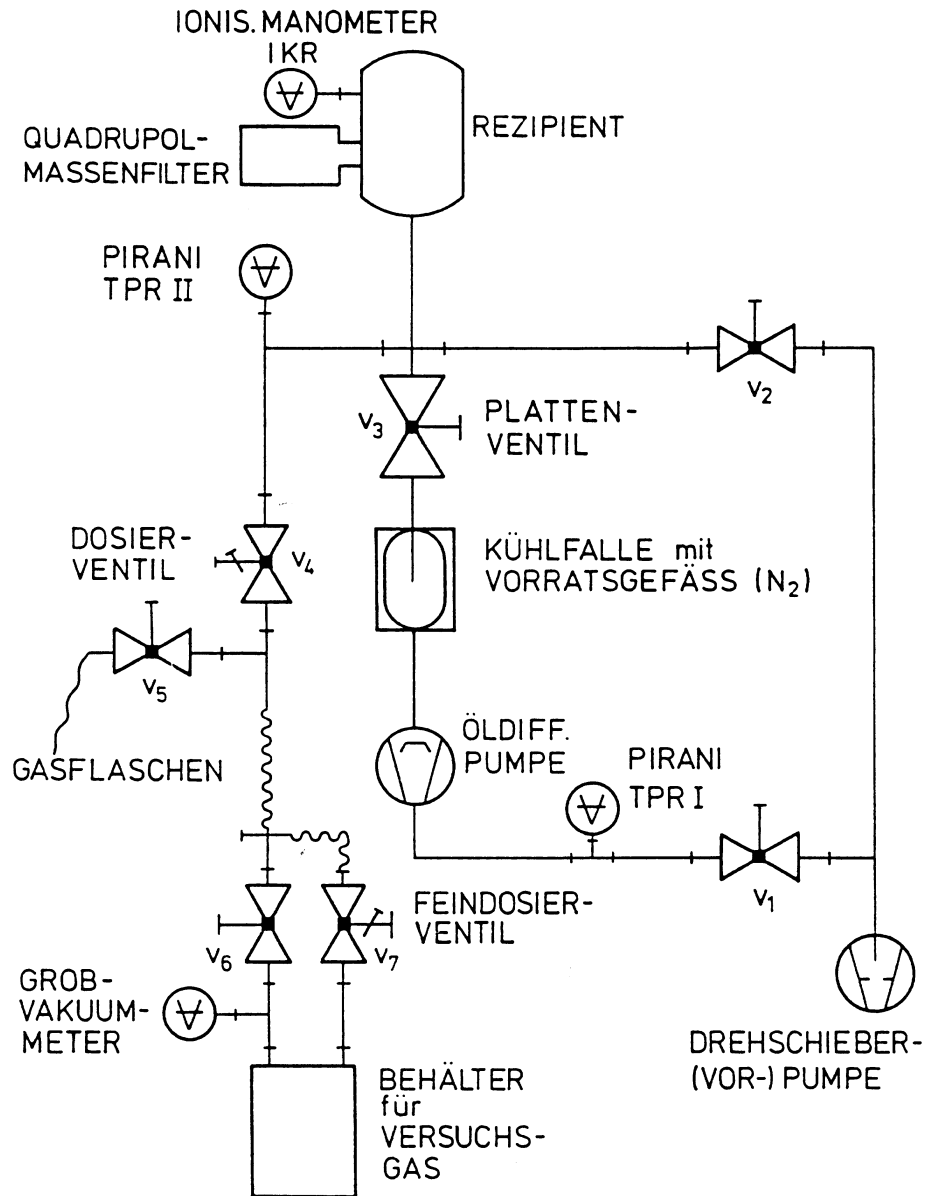 IONIS. MANOMETER
IKR
REZIPIENT
QUADRUPOL-
MASSENFILTER
PIRANI
TPR II
V2
V3
PLATTEN-
VENTIL
DOSIER-
VENTIL
V4
KÜHLFALLE mit
VORRATSGEFÄSS (N2)
V5
GASFLASCHEN
ÖLDIFF.
PUMPE
PIRANI
TPR I
V1
FEINDOSIER-
VENTIL
V6
V7
GROB-
VAKUUM-
METER
DREHSCHIEBER-
(VOR-) PUMPE
BEHÄLTER
für
VERSUCHS-
GAS